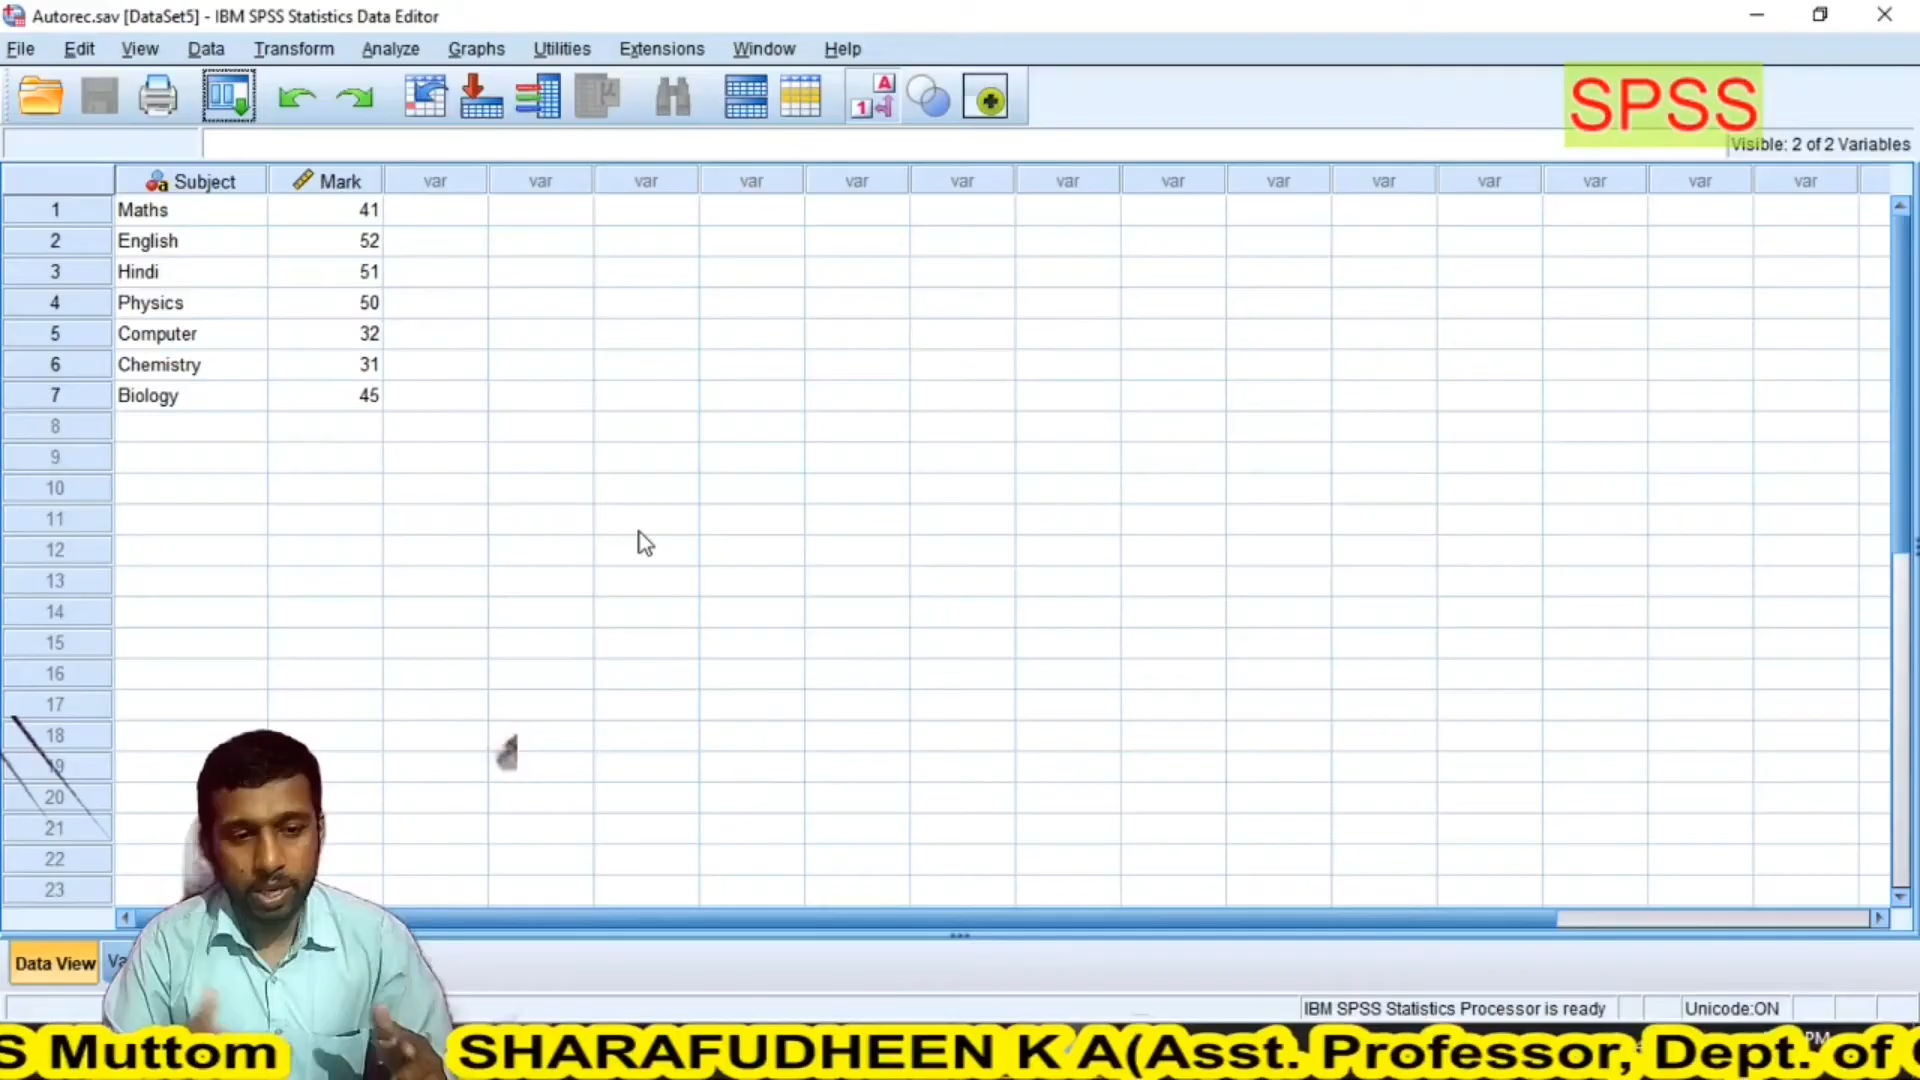 Autorec.sav [DataSet5] - IBM SPSS Statistics Data Editor
File Edit View Data Transform Analyze Graphs Utilities Extensions Window Help
SPSS
Visible: 2 of 2 Variables
Subject Mark var var var var var var var var var var var var var var
1 Maths 41
2 English 52
3 Hindi 51
4 Physics 50
5 Computer 32
6 Chemistry 31
7 Biology 45
8
9
10
11
12
13
14
15
16
17
18
19
20
21
22
23
Data View Va
IBM SPSS Statistics Processor is ready Unicode:ON
PM
S Muttom SHARAFUDHEEN K A(Asst. Professor, Dept. of